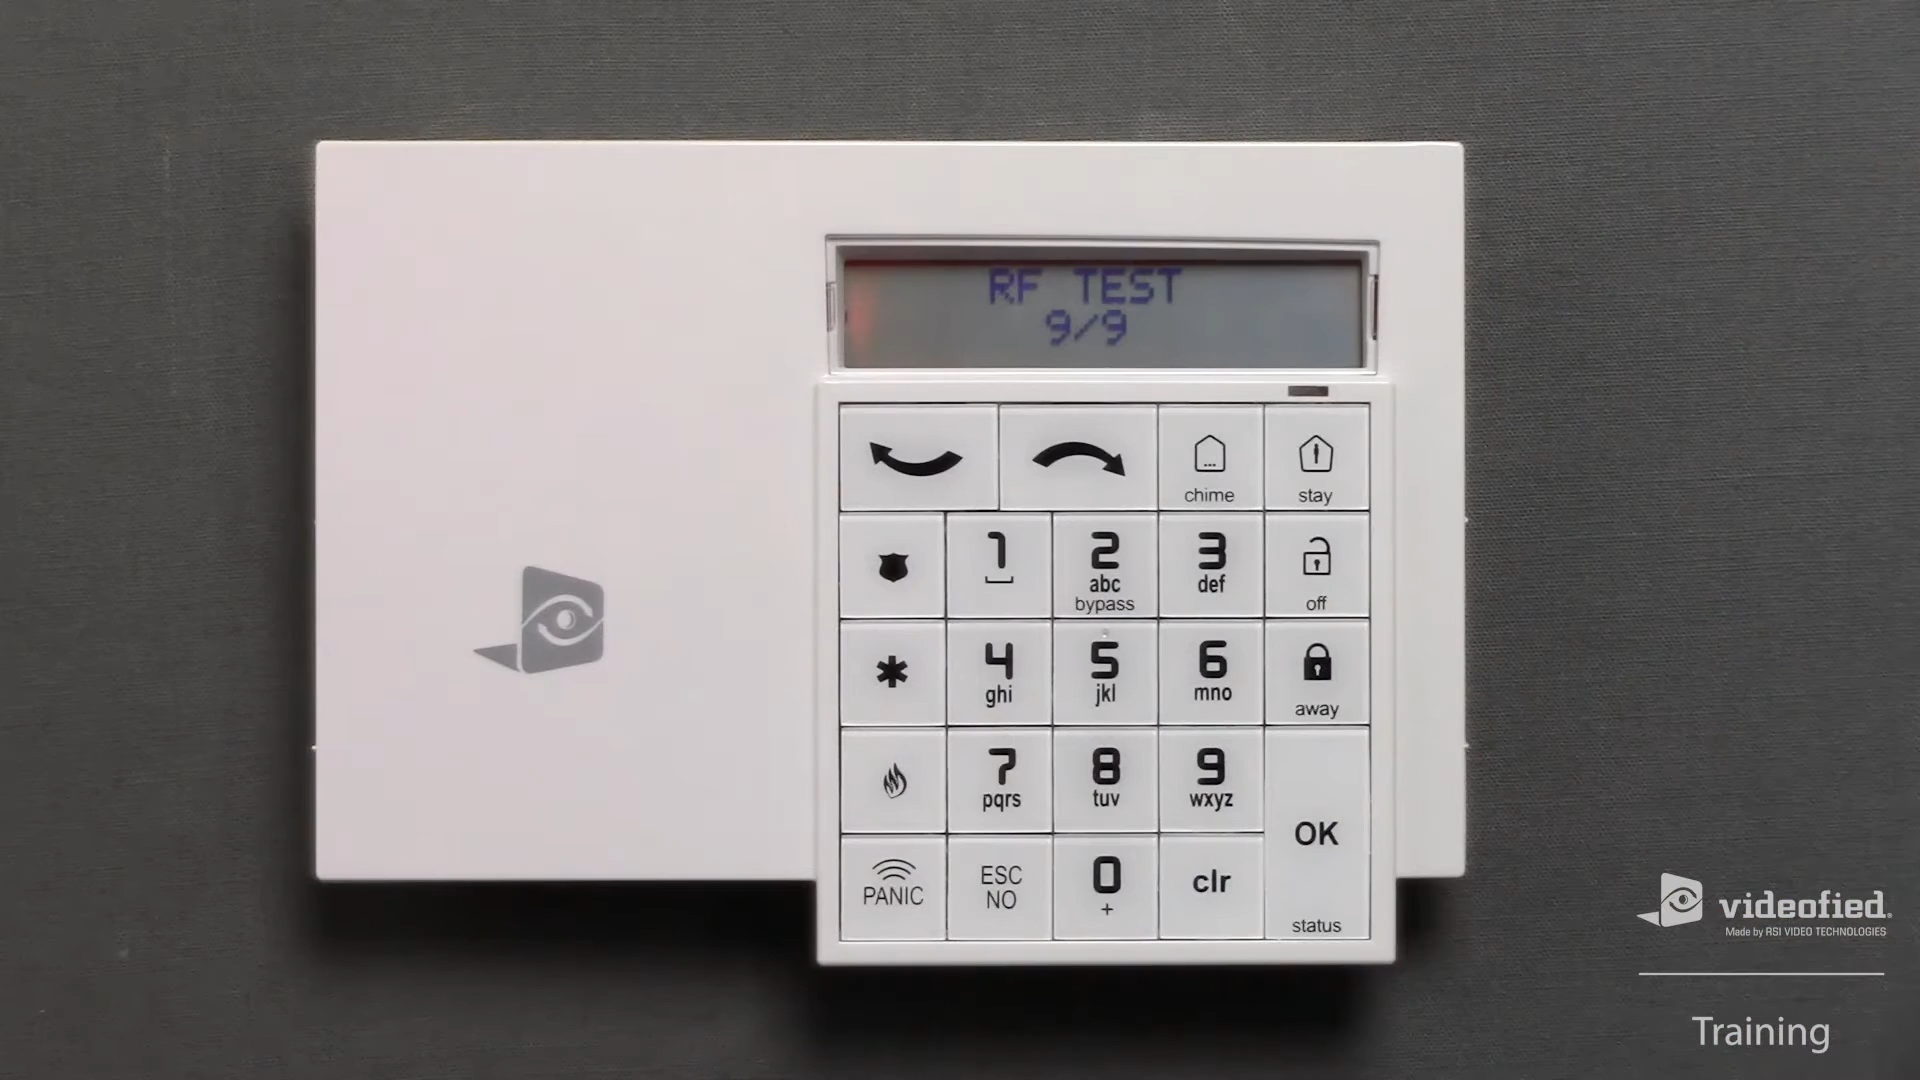 RF TEST
9/9
chime
stay
1
2
abc
bypass
3
def
off
*
4
ghi
5
jkl
6
mno
away
7
pqrs
8
tuv
9
wxyz
OK
status
PANIC
ESC
NO
0
+
clr
videofied®
Made by RSI VIDEO TECHNOLOGIES
Training